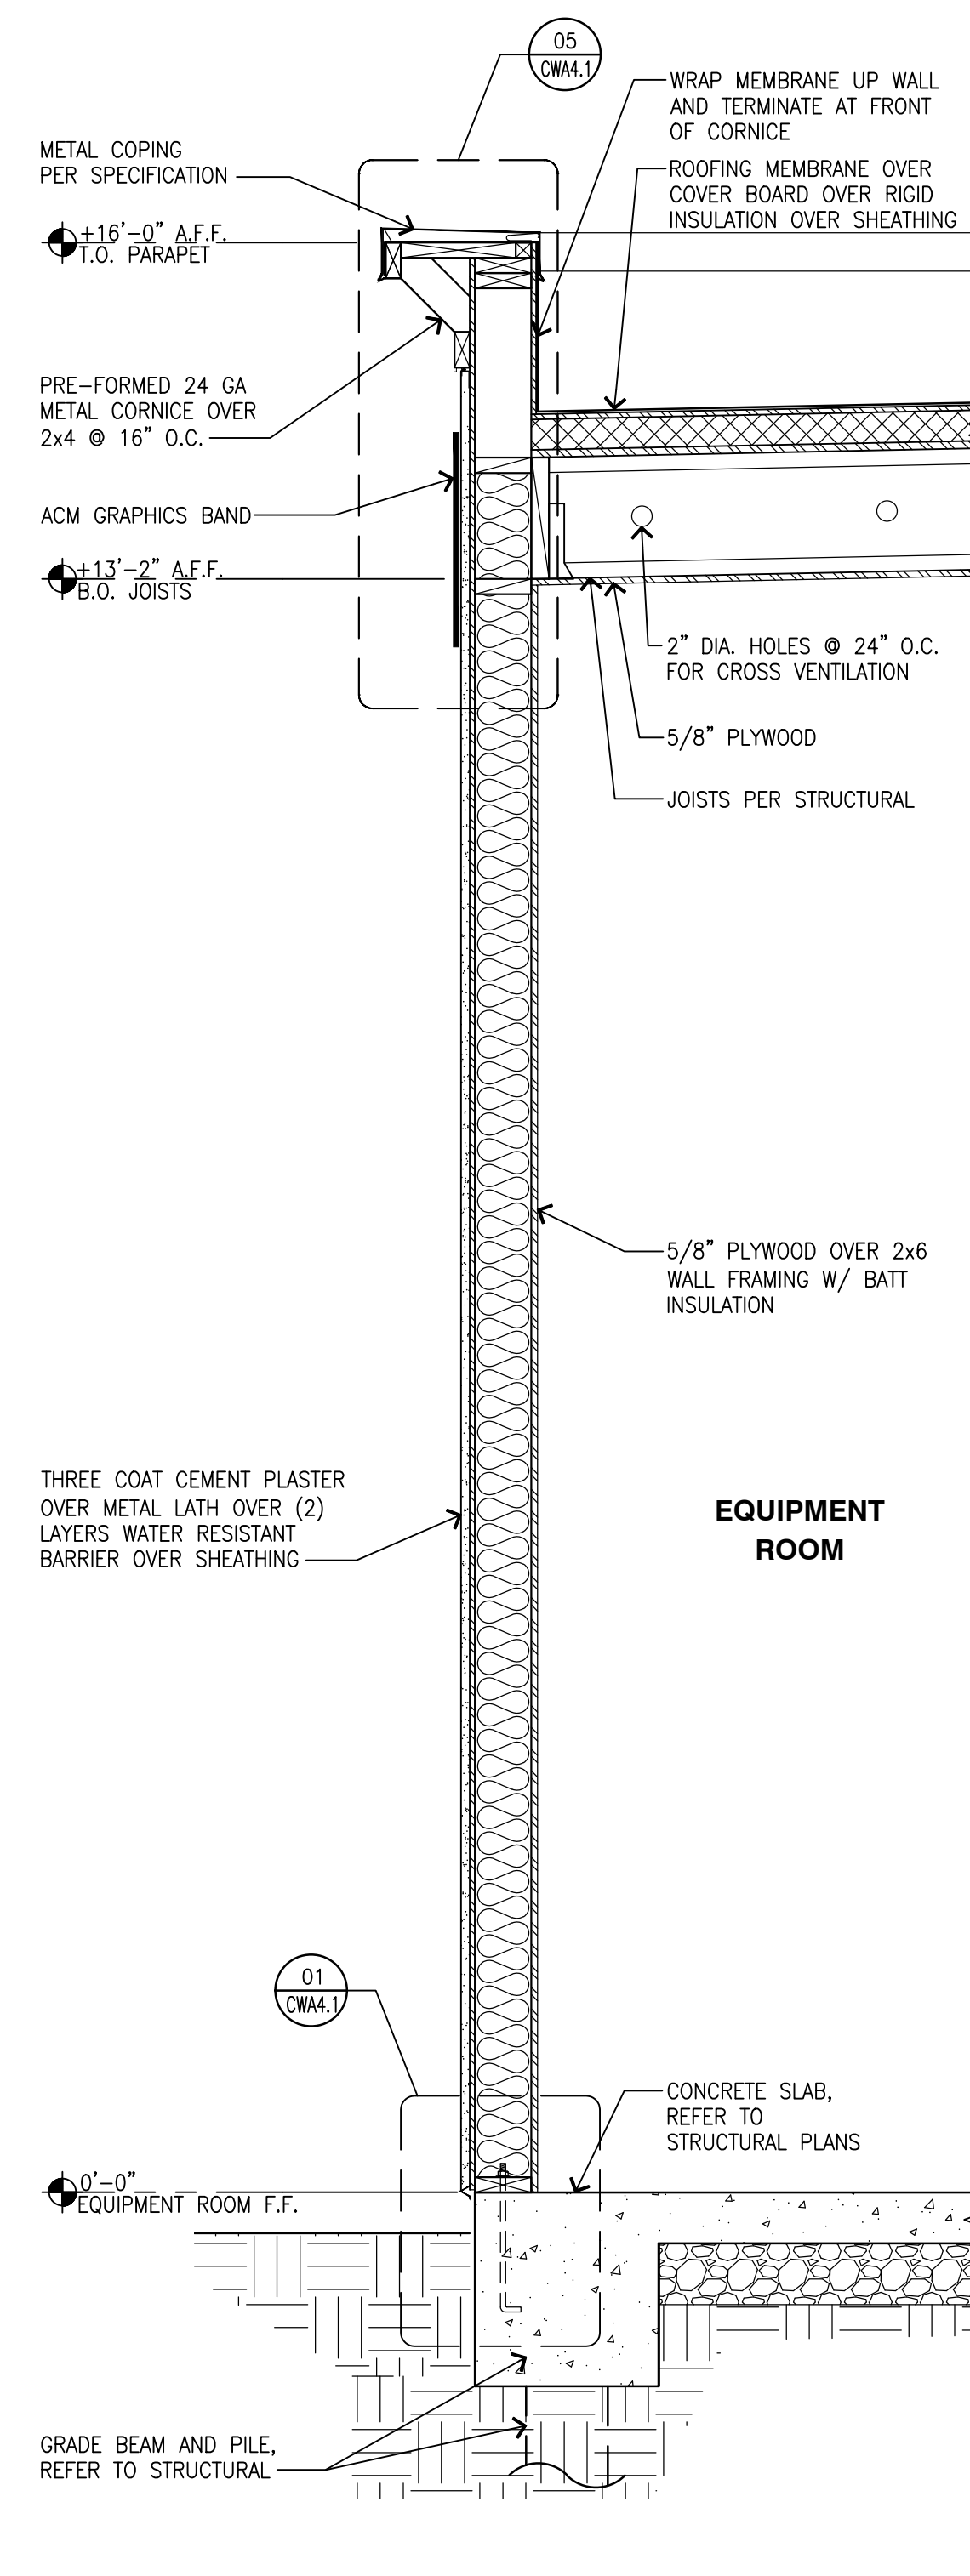 05
CWA4.1
WRAP MEMBRANE UP WALL
AND TERMINATE AT FRONT
OF CORNICE
METAL COPING
PER SPECIFICATION
ROOFING MEMBRANE OVER
COVER BOARD OVER RIGID
INSULATION OVER SHEATHING
+16'-0" A.F.F.
T.O. PARAPET
PRE-FORMED 24 GA
METAL CORNICE OVER
2x4 @ 16" O.C.
ACM GRAPHICS BAND
+13'-2" A.F.F.
B.O. JOISTS
2" DIA. HOLES @ 24" O.C.
FOR CROSS VENTILATION
5/8" PLYWOOD
JOISTS PER STRUCTURAL
5/8" PLYWOOD OVER 2x6
WALL FRAMING W/ BATT
INSULATION
THREE COAT CEMENT PLASTER
OVER METAL LATH OVER (2)
LAYERS WATER RESISTANT
BARRIER OVER SHEATHING
EQUIPMENT
ROOM
01
CWA4.1
CONCRETE SLAB,
REFER TO
STRUCTURAL PLANS
0'-0"
EQUIPMENT ROOM F.F.
GRADE BEAM AND PILE,
REFER TO STRUCTURAL